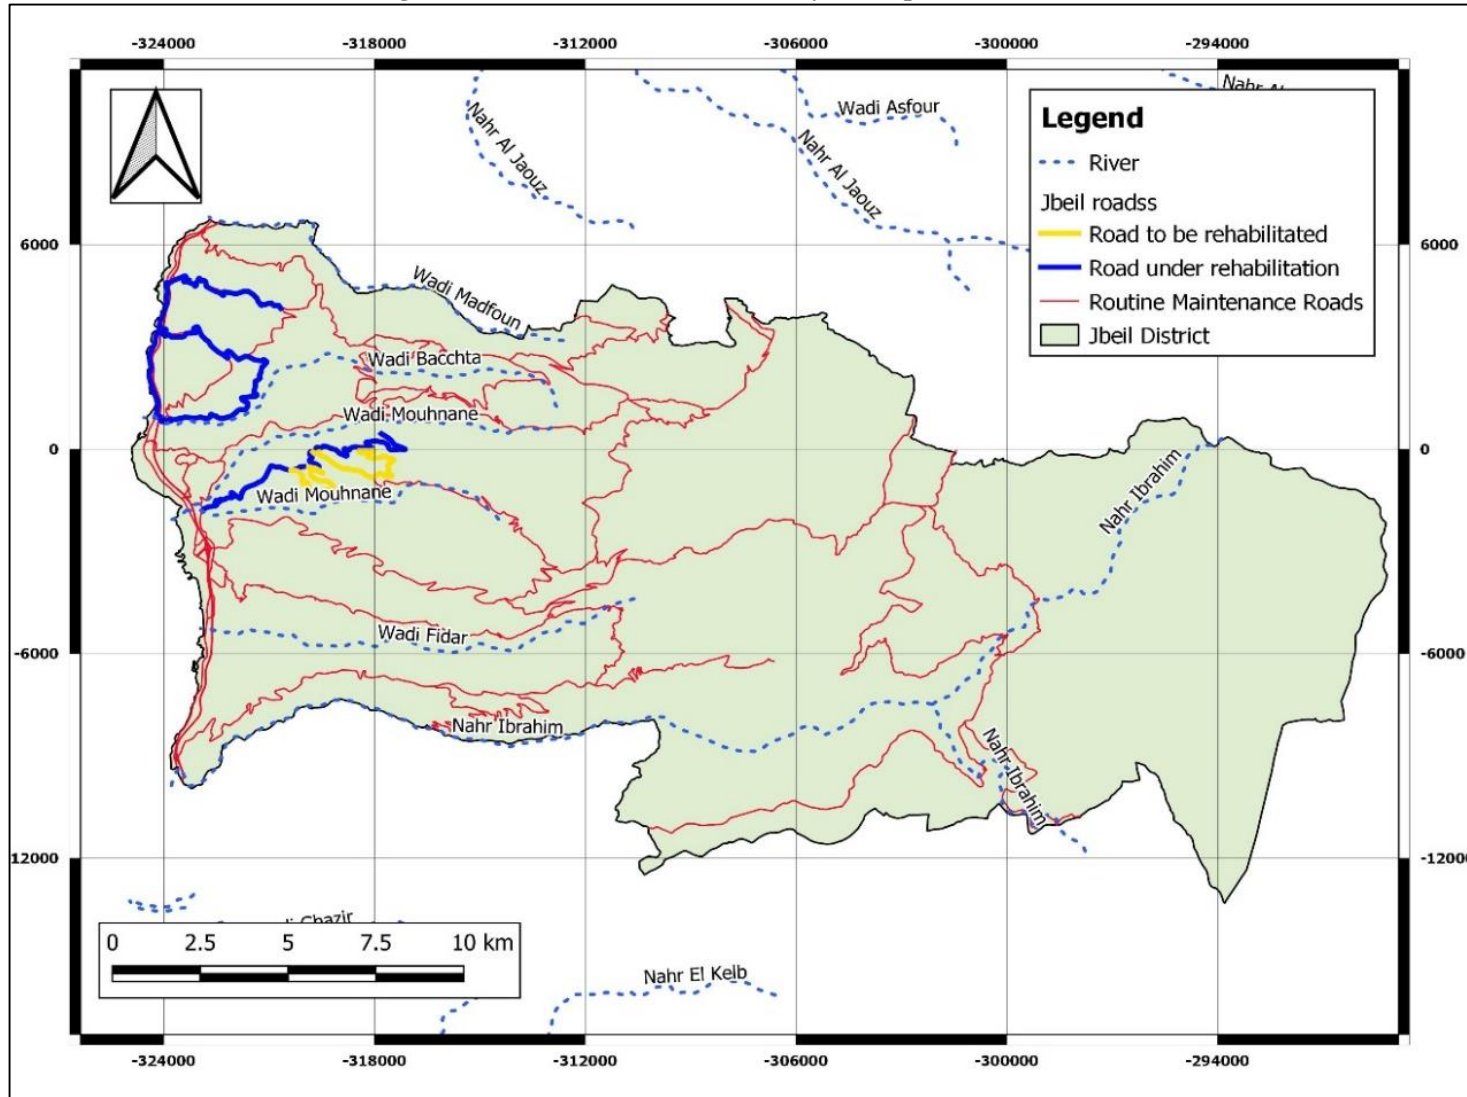 -324000 -318000 -312000 -306000 -300000 -294000
Nahr Al
Wadi Asfour
Nahr Al Jaouz
Nahr Al Jaouz
Legend
River
Jbeil roadss
Road to be rehabilitated
Road under rehabilitation
Routine Maintenance Roads
Jbeil District
6000 6000
Wadi Madfoun
Wadi Bacchta
Wadi Mouhnane
0 0
Nahr Ibrahim
Wadi Mouhnane
Wadi Fidar
-6000 -6000
Nahr Ibrahim
Nahr Ibrahim
12000 -12000
Ghazir
0 2.5 5 7.5 10 km
Nahr El Kelb
-324000 -318000 -312000 -306000 -300000 -294000